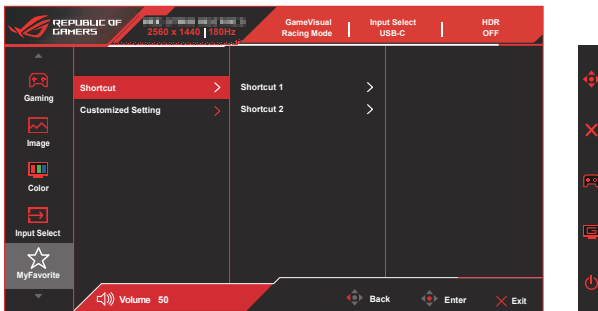 REPUBLIC OF
GAMERS
2560 x 1440 180Hz
GameVisual
Racing Mode
Input Select
USB-C
HDR
OFF
Gaming
Image
Color
Input Select
MyFavorite
Shortcut
Customized Setting
Shortcut 1
Shortcut 2
Volume 50
Back
Enter
Exit